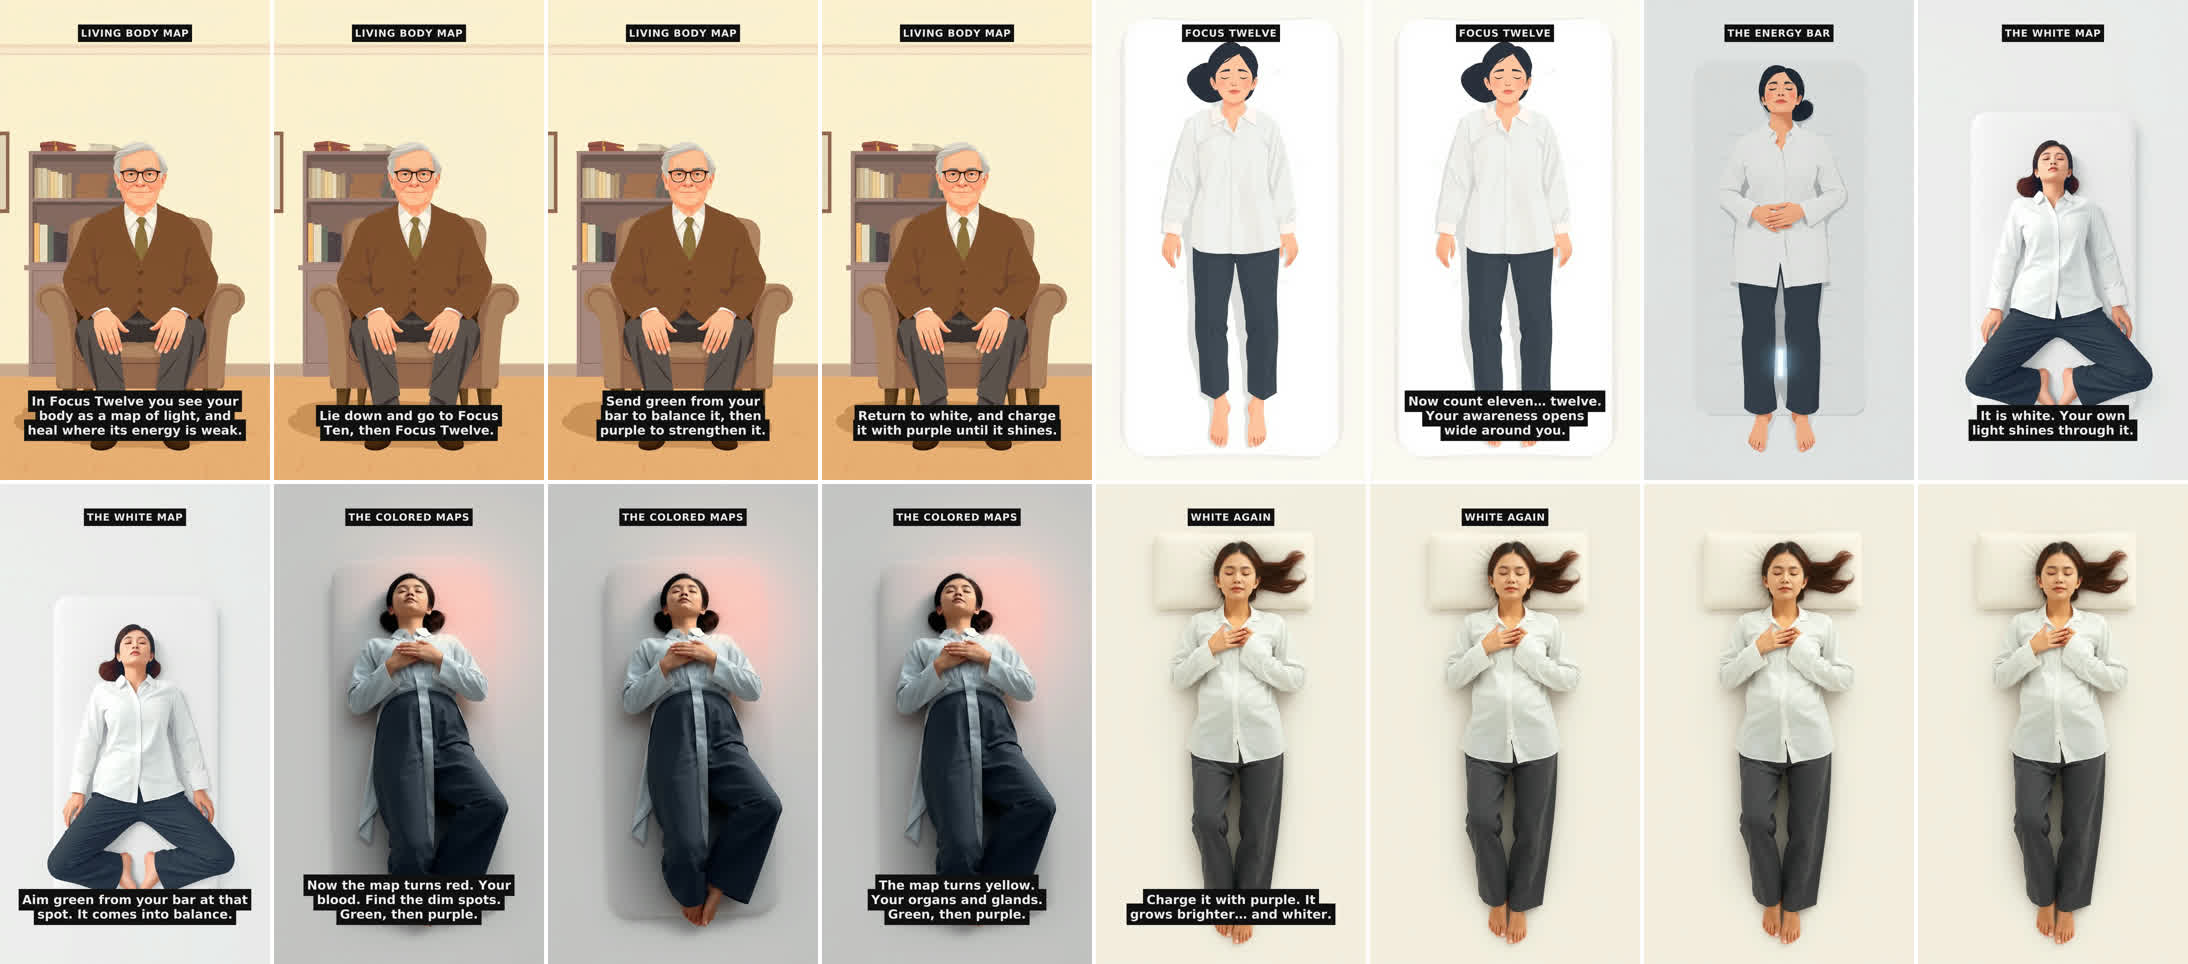 LIVING BODY MAP
In Focus Twelve you see your
body as a map of light, and
heal where its energy is weak.
LIVING BODY MAP
Lie down and go to Focus
Ten, then Focus Twelve.
LIVING BODY MAP
Send green from your
bar to balance it, then
purple to strengthen it.
LIVING BODY MAP
Return to white, and charge
it with purple until it shines.
FOCUS TWELVE
FOCUS TWELVE
Now count eleven... twelve.
Your awareness opens
wide around you.
THE ENERGY BAR
THE WHITE MAP
It is white. Your own
light shines through it.
THE WHITE MAP
Aim green from your bar at that
spot. It comes into balance.
THE COLORED MAPS
Now the map turns red. Your
blood. Find the dim spots.
Green, then purple.
THE COLORED MAPS
THE COLORED MAPS
The map turns yellow.
Your organs and glands.
Green, then purple.
WHITE AGAIN
Charge it with purple. It
grows brighter... and whiter.
WHITE AGAIN